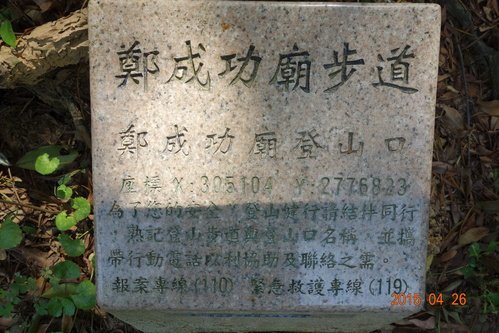 鄭成功廟步道
鄭成功廟登山口
座標 X:305104 Y:2776823
為了您的安全，登山健行請結伴同行
，熟記登山步道與登山口名稱，並攜
帶行動電話以利協助及聯絡之需。
報案專線(110) 緊急救護專線(119)
2015 04 26